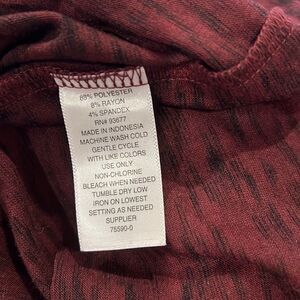 88% POLYESTER
8% RAYON
4% SPANDEX
RN# 93677
MADE IN INDONESIA
MACHINE WASH COLD
GENTLE CYCLE
WITH LIKE COLORS
USE ONLY
NON-CHLORINE
BLEACH WHEN NEEDED
TUMBLE DRY LOW
IRON ON LOWEST
SETTING AS NEEDED
SUPPLIER
75590-0